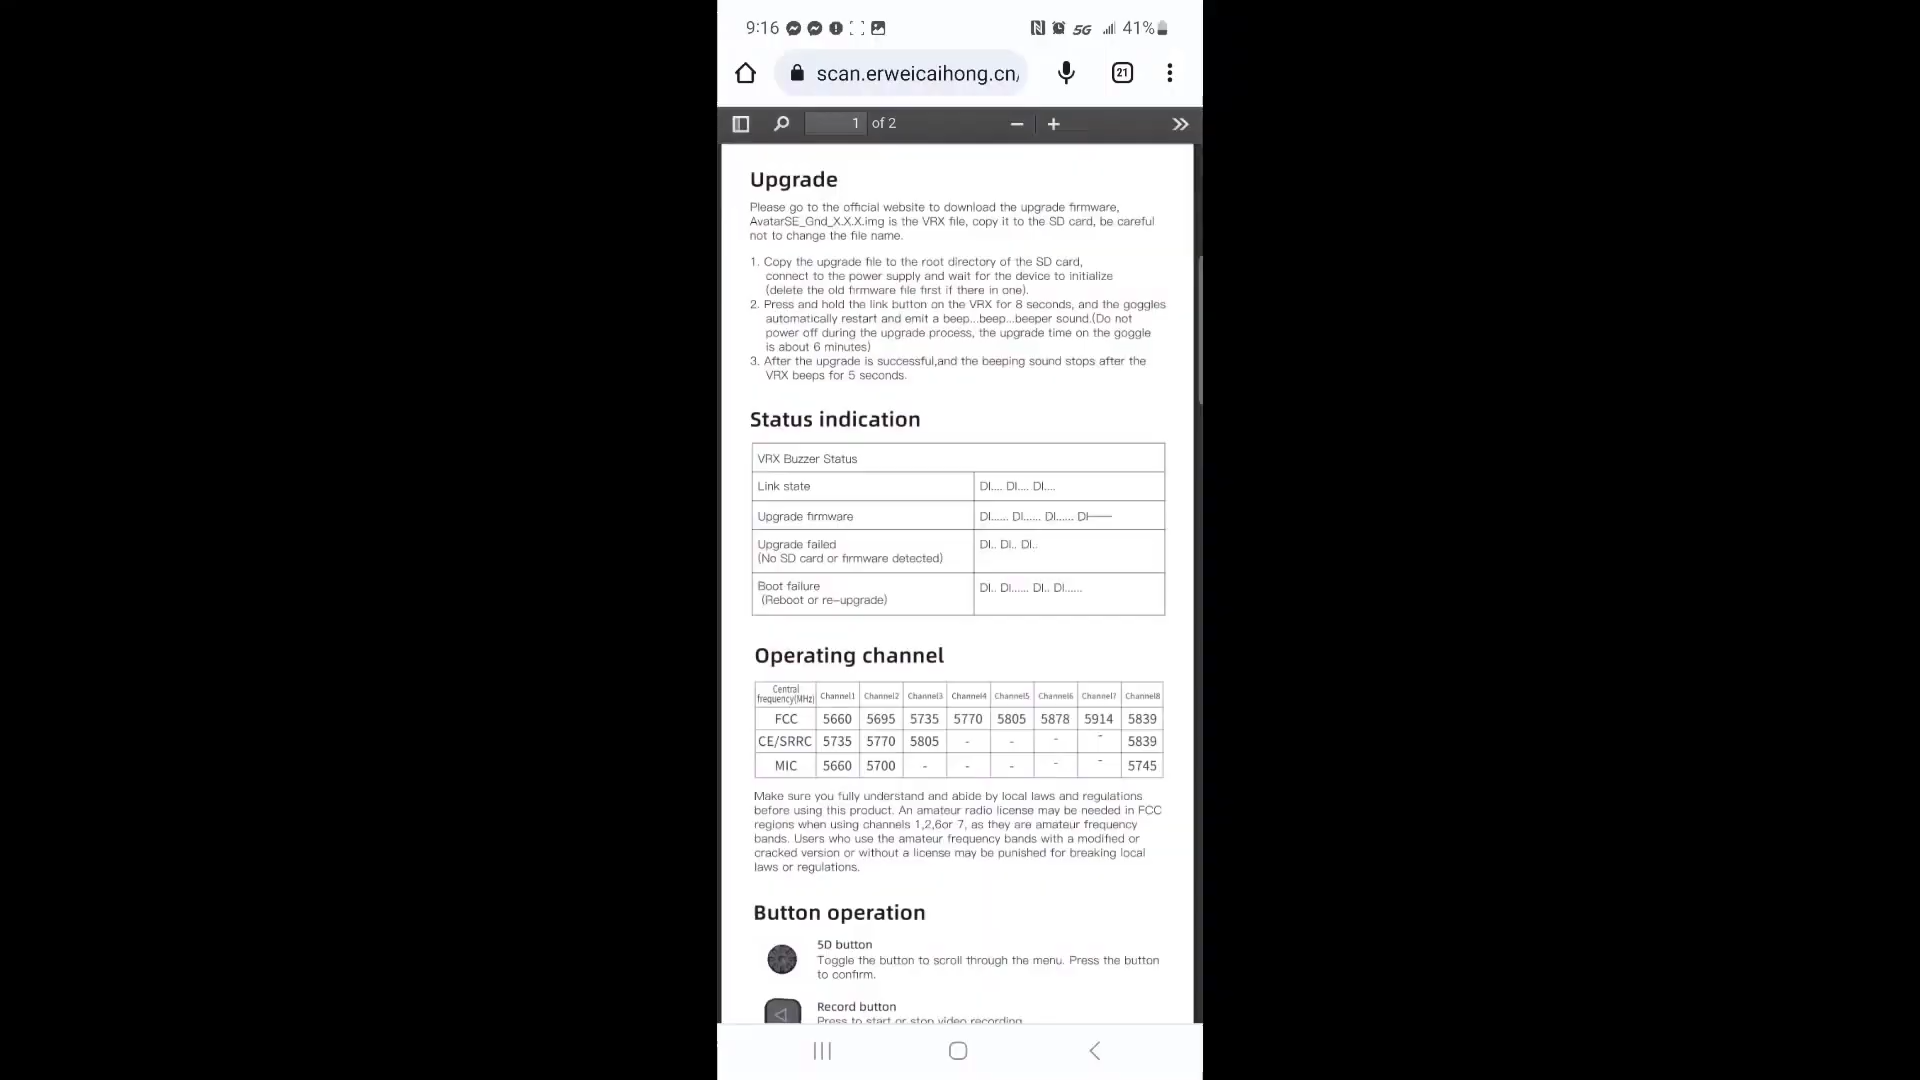 9:16 5G 41%
scan.erweicaihong.cn/ 21
1 of 2
Upgrade
Please go to the official website to download the upgrade firmware,
AvatarSE_Gnd_X.X.X.img is the VRX file, copy it to the SD card, be careful
not to change the file name.
1. Copy the upgrade file to the root directory of the SD card,
connect to the power supply and wait for the device to initialize
(delete the old firmware file first if there in one).
2. Press and hold the link button on the VRX for 8 seconds, and the goggles
automatically restart and emit a beep...beep...beeper sound.(Do not
power off during the upgrade process, the upgrade time on the goggle
is about 6 minutes)
3. After the upgrade is successful,and the beeping sound stops after the
VRX beeps for 5 seconds.
Status indication
VRX Buzzer Status
Link state DI.... DI.... DI....
Upgrade firmware DI...... DI...... DI...... DI——
Upgrade failed
(No SD card or firmware detected) DI.. DI.. DI..
Boot failure
(Reboot or re-upgrade) DI.. DI...... DI.. DI......
Operating channel
Central
frequency(MHz) Channel1 Channel2 Channel3 Channel4 Channel5 Channel6 Channel7 Channel8
FCC 5660 5695 5735 5770 5805 5878 5914 5839
CE/SRRC 5735 5770 5805 - - - - 5839
MIC 5660 5700 - - - - - 5745
Make sure you fully understand and abide by local laws and regulations
before using this product. An amateur radio license may be needed in FCC
regions when using channels 1,2,6or 7, as they are amateur frequency
bands. Users who use the amateur frequency bands with a modified or
cracked version or without a license may be punished for breaking local
laws or regulations.
Button operation
5D button
Toggle the button to scroll through the menu. Press the button
to confirm.
Record button
Press to start or stop video recording